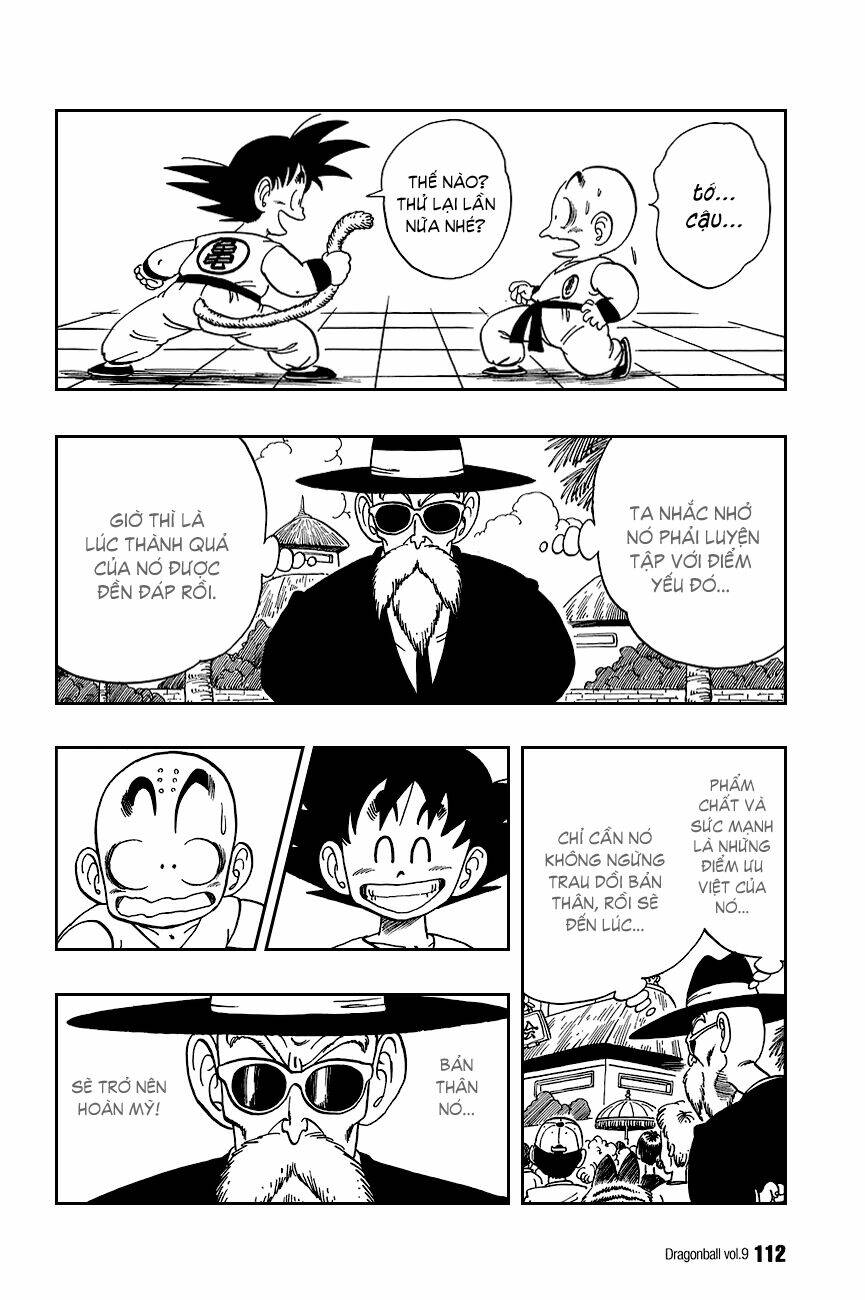 TỚ...
CẬU...
THẾ NÀO?
THỬ LẠI LẦN
NỮA NHÉ?
亀
TA NHẮC NHỞ
NÓ PHẢI LUYỆN
TẬP VỚI ĐIỂM
YẾU ĐÓ...
GIỜ THÌ LÀ
LÚC THÀNH QUẢ
CỦA NÓ ĐƯỢC
ĐỀN ĐÁP RỒI.
PHẨM
CHẤT VÀ
SỨC MẠNH
LÀ NHỮNG
ĐIỂM ƯU
VIỆT CỦA
NÓ...
CHỈ CẦN NÓ
KHÔNG NGỪNG
TRAU DỒI BẢN
THÂN, RỒI SẼ
ĐẾN LÚC...
BẢN
THÂN
NÓ...
SẼ TRỞ NÊN
HOÀN MỸ!
Dragonball vol.9 112